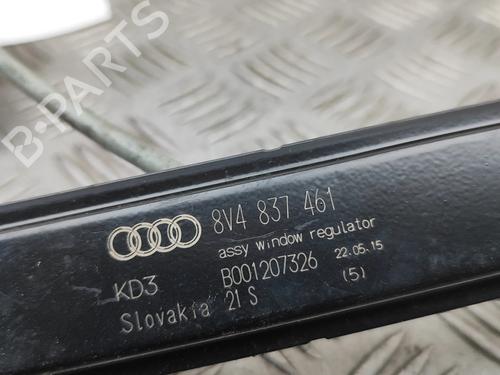 B-PARTS
8V4 837 461
assy window regulator
KD3 B001207326 22.05.15
Slovakia 21 S (5)